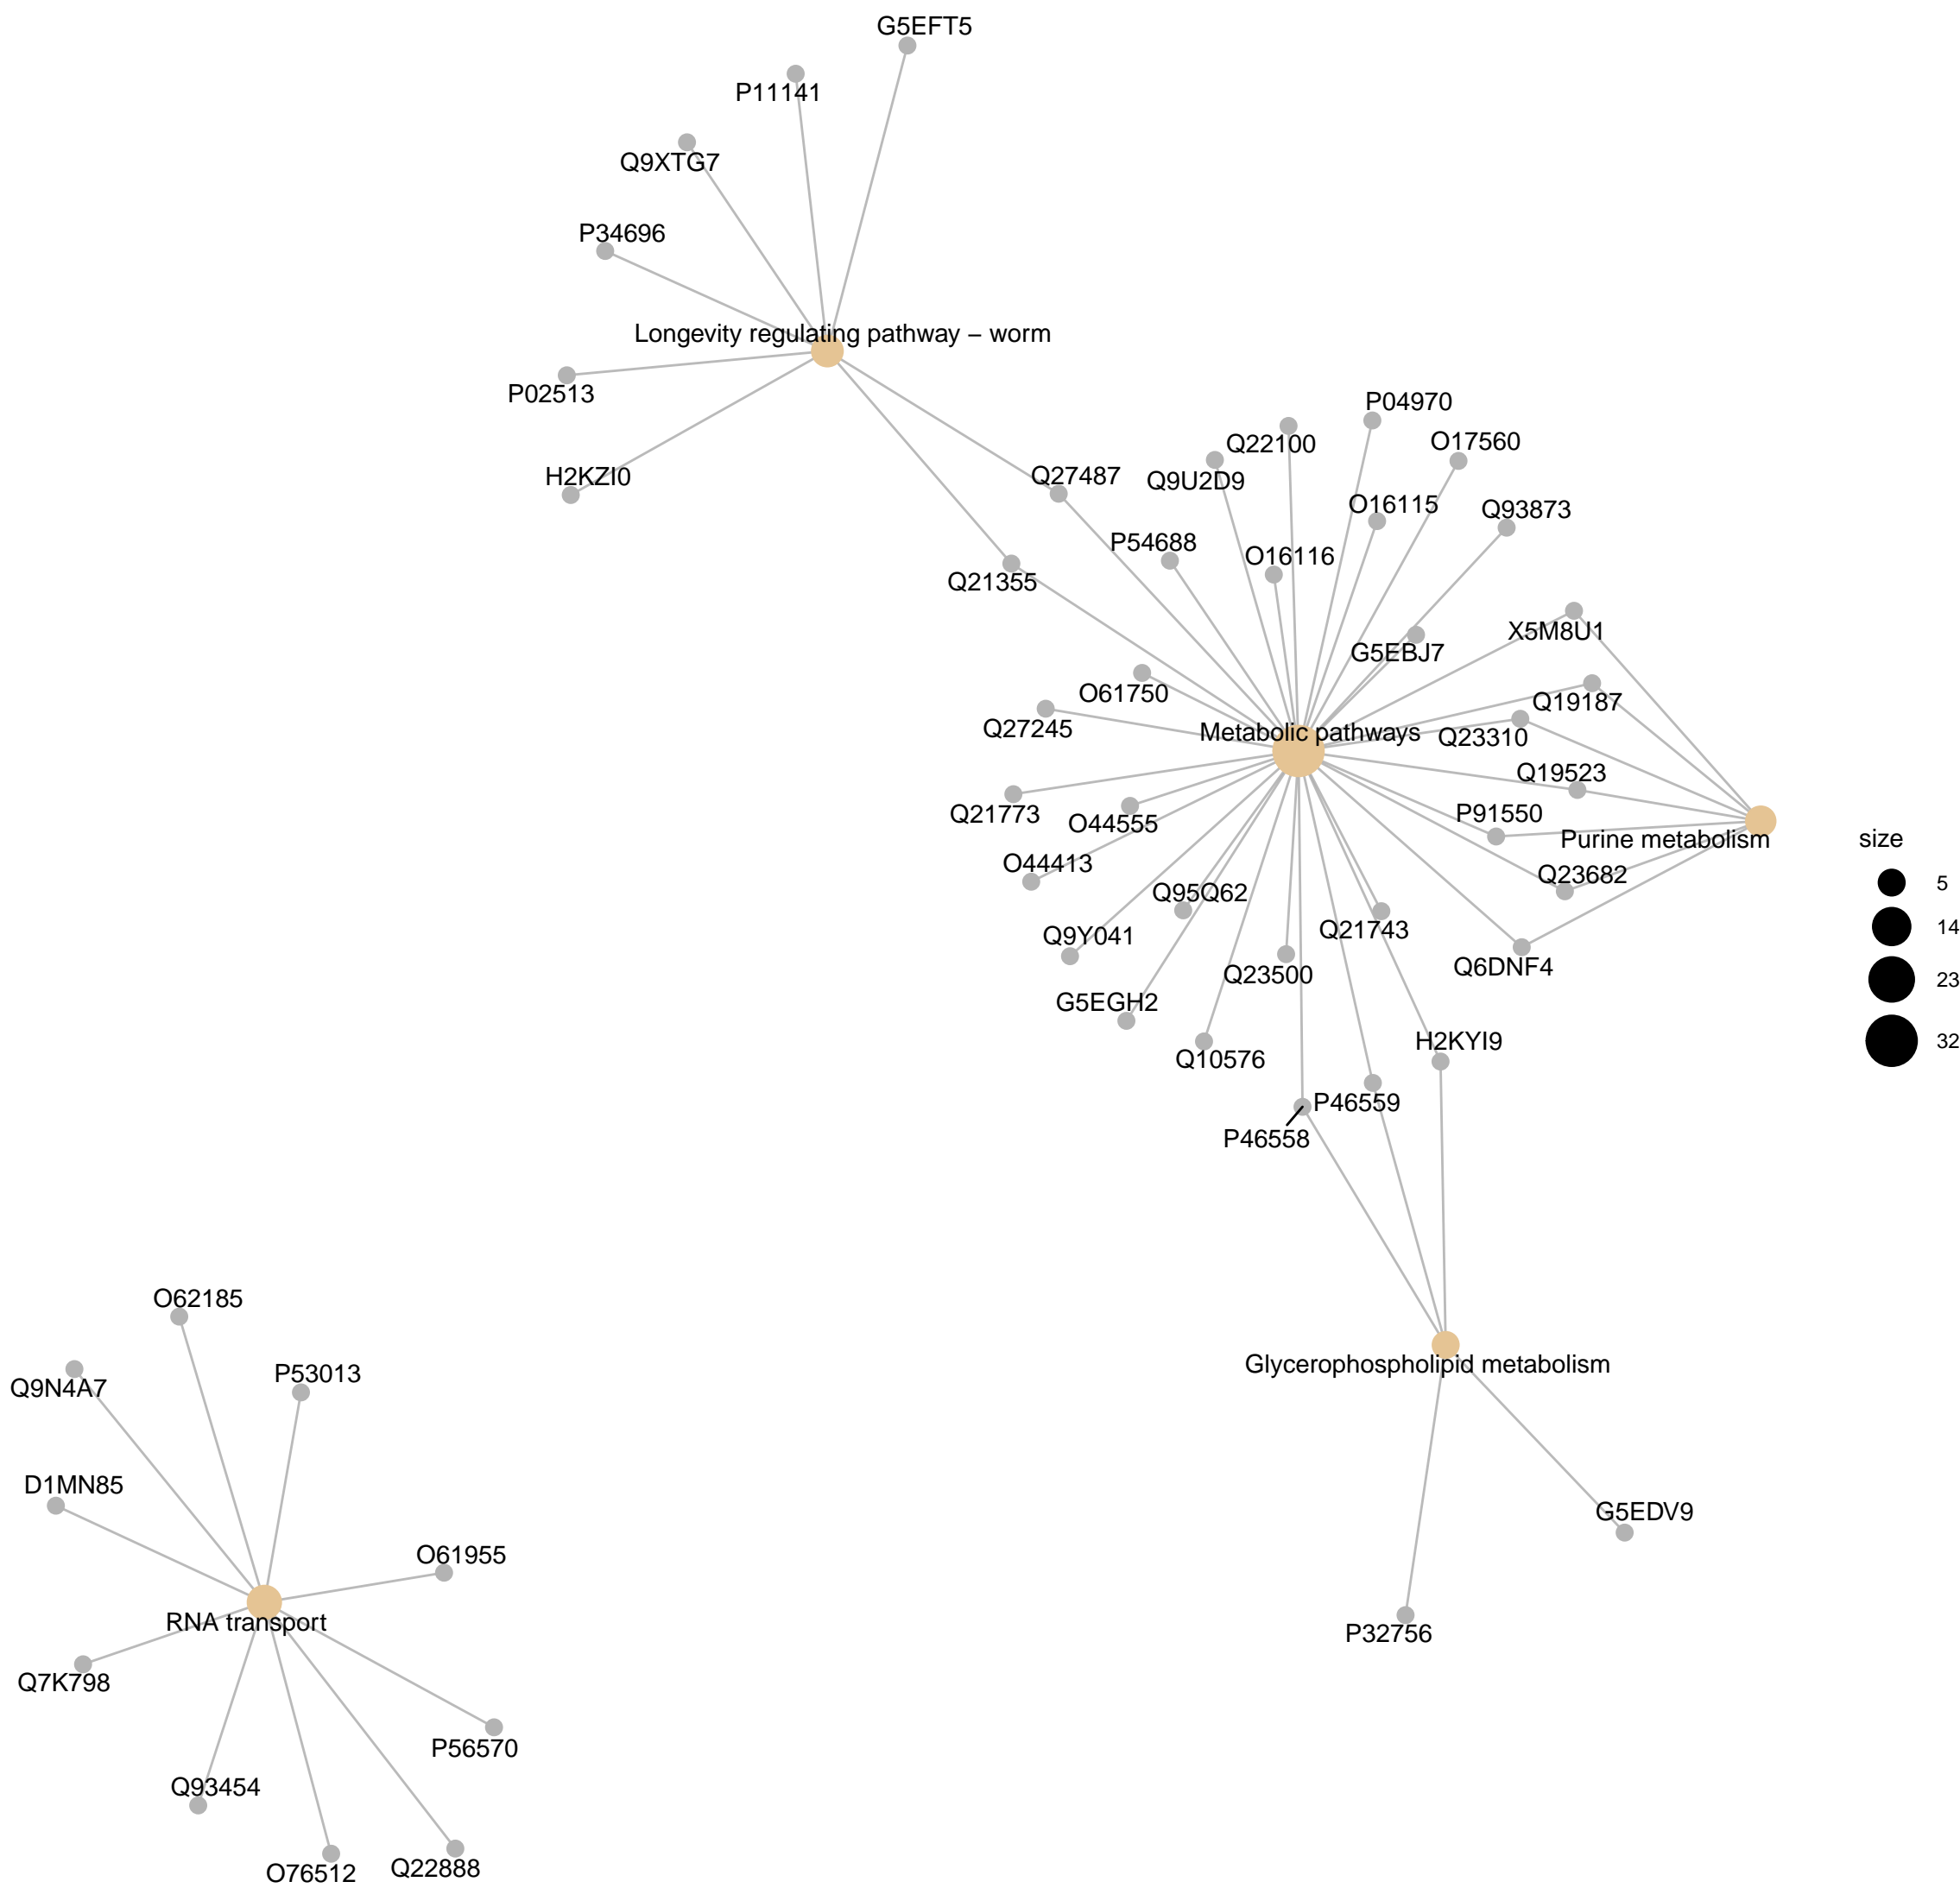 G5EFT5
P11141
Q9XTG7
P34696
Longevity regulating pathway – worm
P02513
H2KZI0
P04970
Q22100
O17560
Q9U2D9
Q27487
O16115
Q93873
P54688
O16116
Q21355
X5M8U1
G5EBJ7
O61750
Q19187
Q27245
Metabolic pathways
Q23310
Q19523
Q21773
O44555
P91550
Purine metabolism
size
5
14
23
32
O44413
Q23682
Q95Q62
Q21743
Q9Y041
Q23500
Q6DNF4
G5EGH2
Q10576
H2KYI9
P46559
P46558
O62185
Q9N4A7
P53013
Glycerophospholipid metabolism
D1MN85
G5EDV9
O61955
RNA transport
P32756
Q7K798
P56570
Q93454
O76512
Q22888